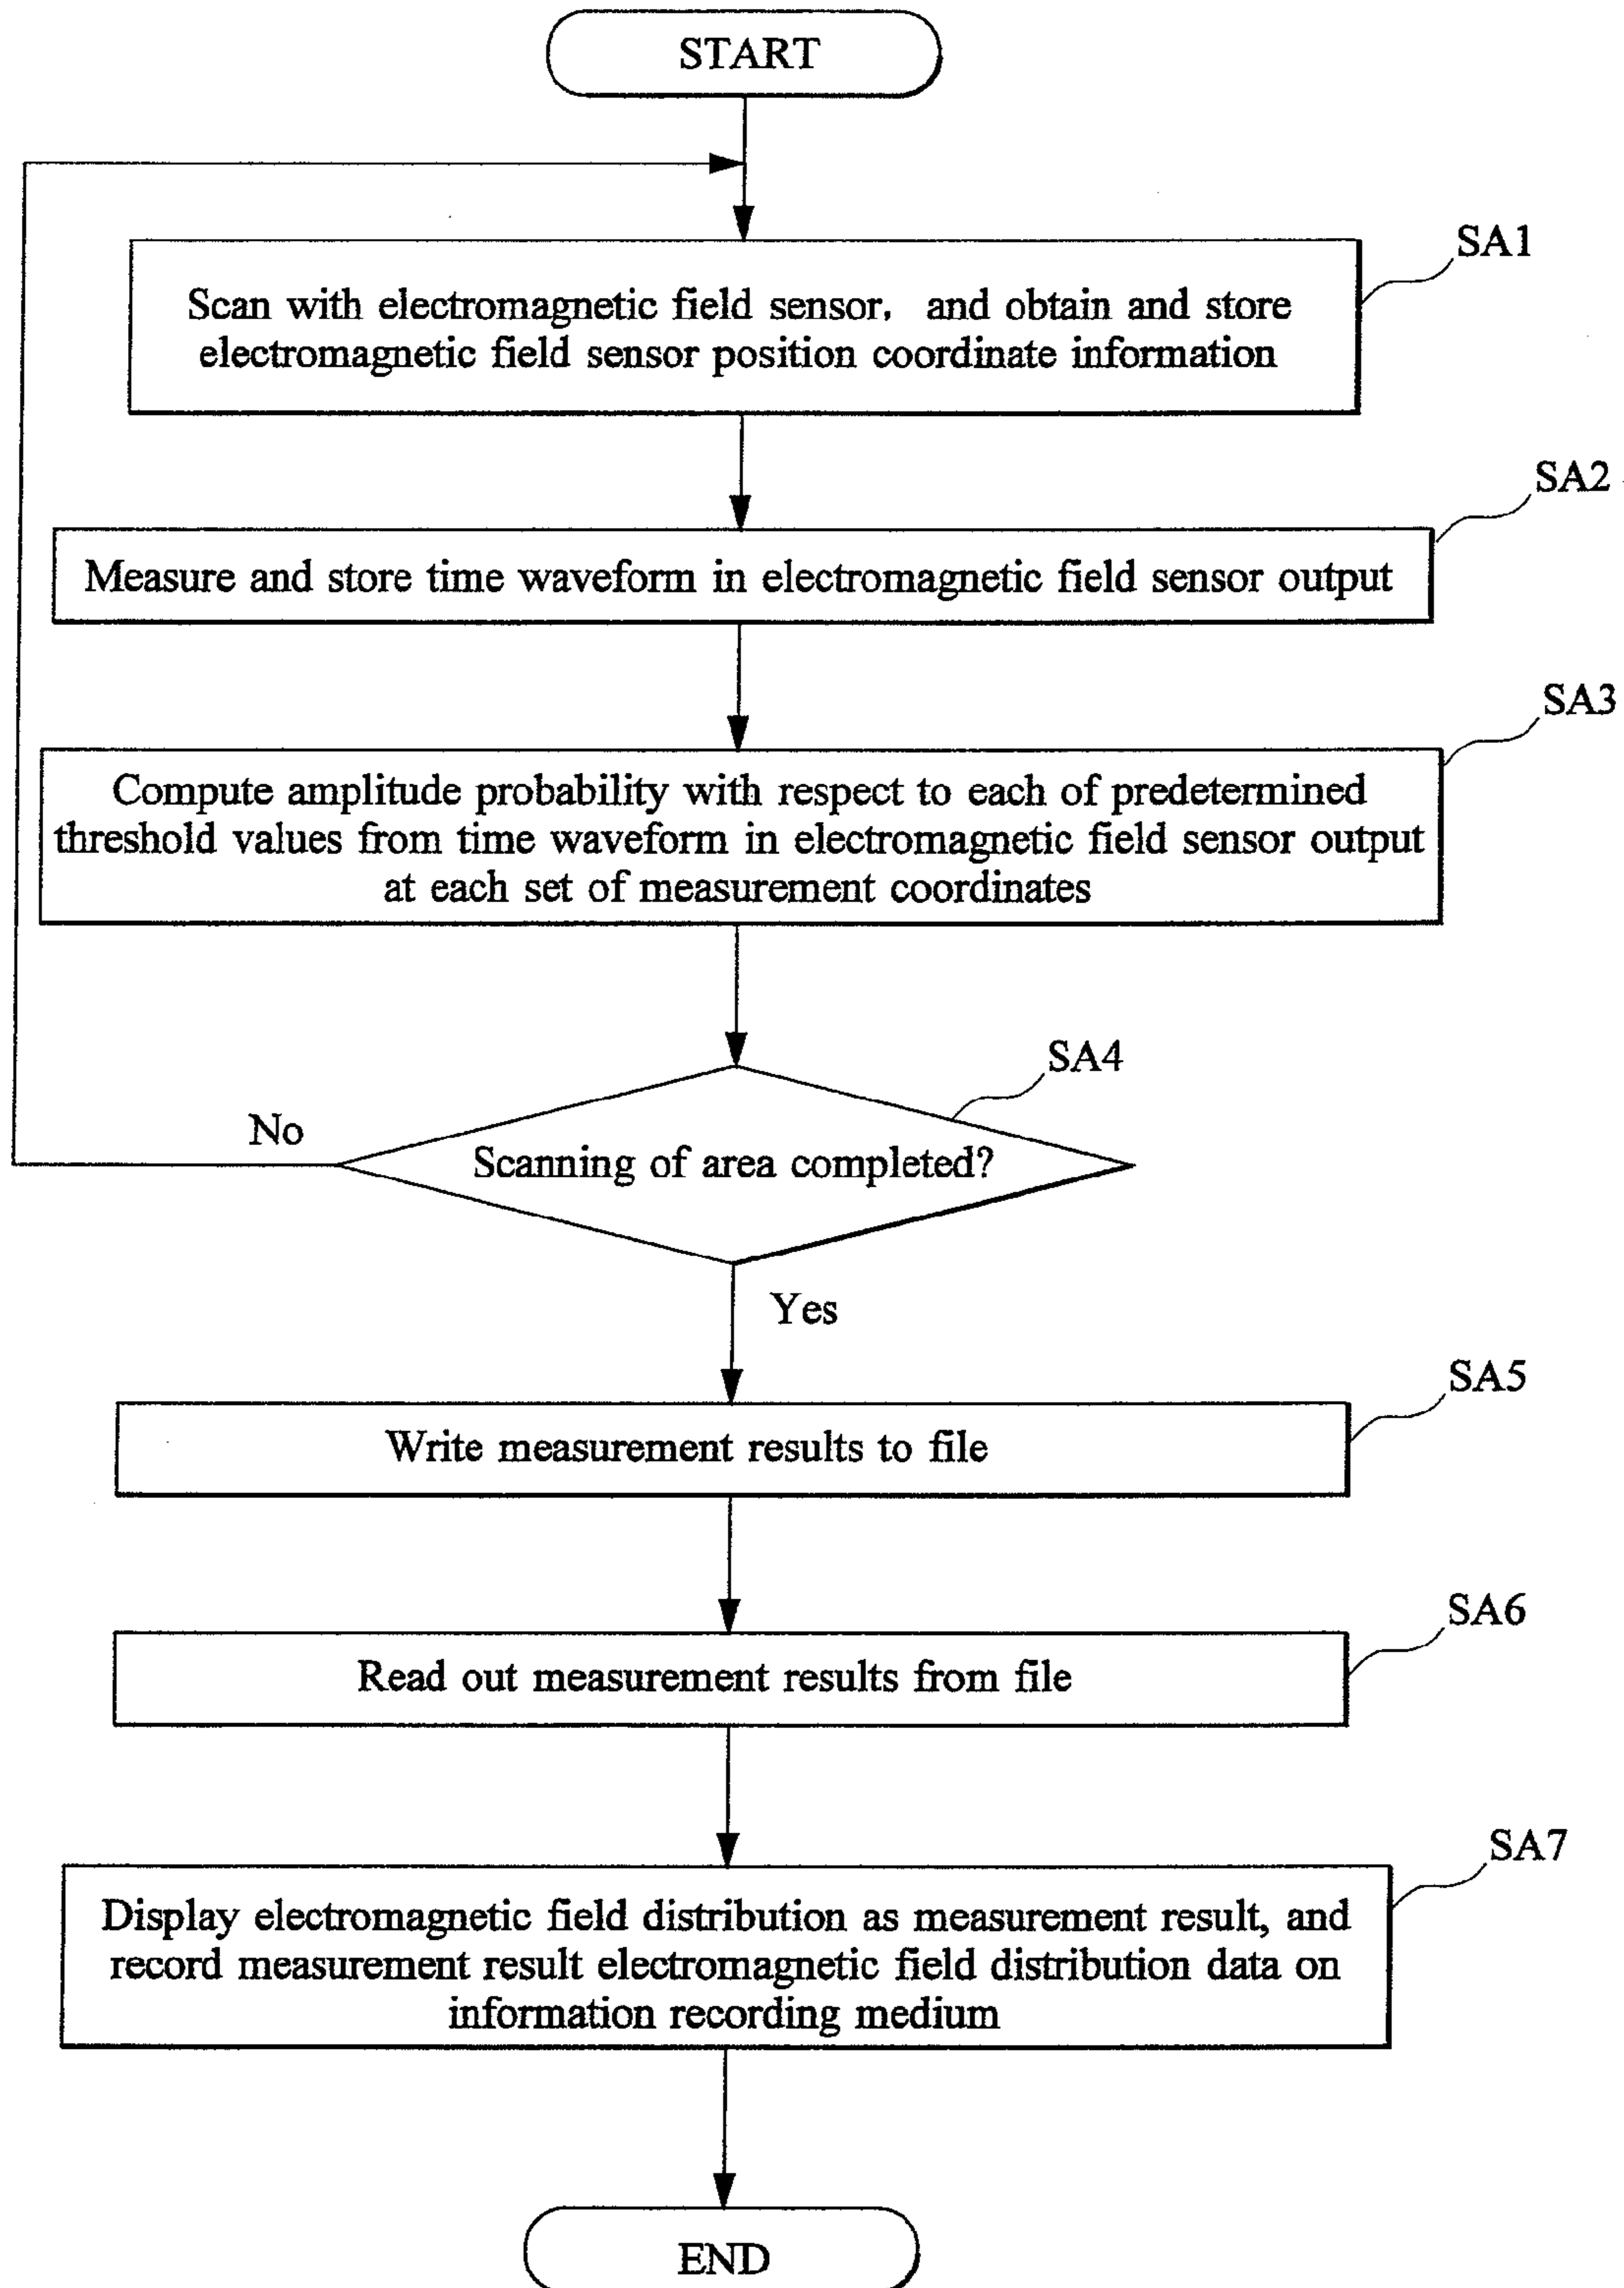 START
SA1
Scan with electromagnetic field sensor, and obtain and store
electromagnetic field sensor position coordinate information
SA2
Measure and store time waveform in electromagnetic field sensor output
SA3
Compute amplitude probability with respect to each of predetermined
threshold values from time waveform in electromagnetic field sensor output
at each set of measurement coordinates
SA4
No
Scanning of area completed?
Yes
SA5
Write measurement results to file
SA6
Read out measurement results from file
SA7
Display electromagnetic field distribution as measurement result, and
record measurement result electromagnetic field distribution data on
information recording medium
END